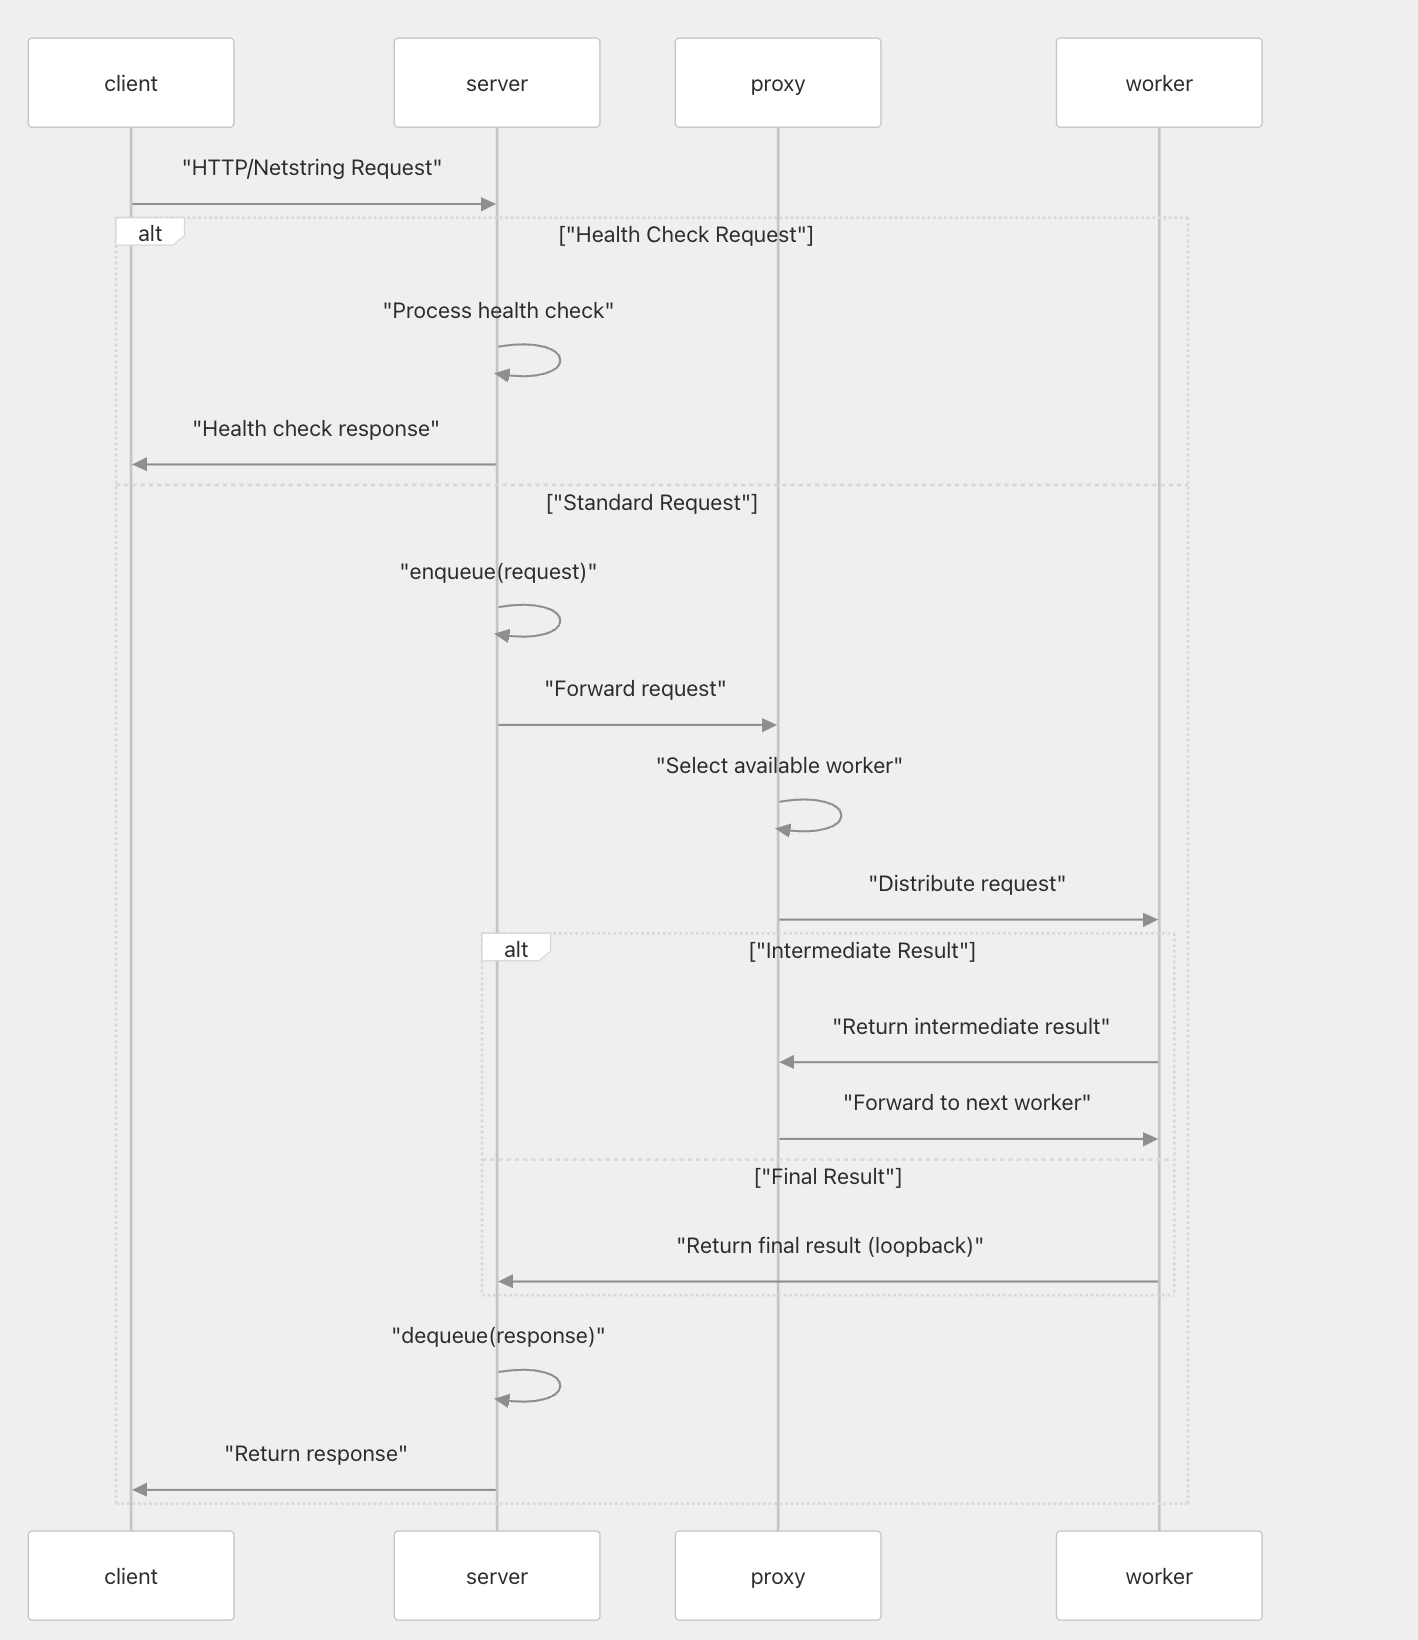 client
server
proxy
worker
"HTTP/Netstring Request"
alt
["Health Check Request"]
"Process health check"
"Health check response"
["Standard Request"]
"enqueue(request)"
"Forward request"
"Select available worker"
"Distribute request"
alt
["Intermediate Result"]
"Return intermediate result"
"Forward to next worker"
["Final Result"]
"Return final result (loopback)"
"dequeue(response)"
"Return response"
client
server
proxy
worker